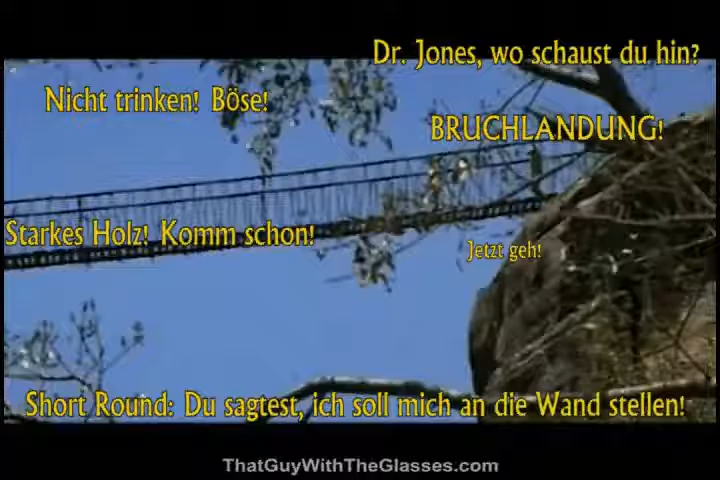 Dr. Jones, wo schaust du hin?
Nicht trinken! Böse!
BRUCHLANDUNG!
Starkes Holz! Komm schon!
Jetzt geh!
Short Round: Du sagtest, ich soll mich an die Wand stellen!
ThatGuyWithTheGlasses.com